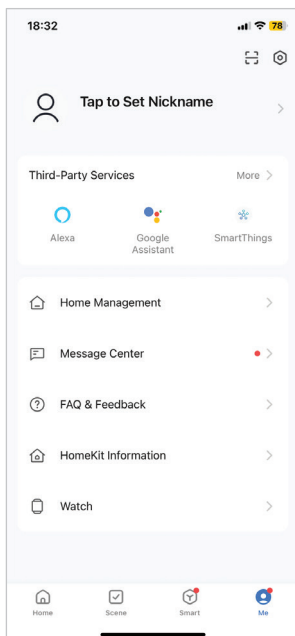 18:32
78
Tap to Set Nickname
Third-Party Services
More
Alexa
Google
Assistant
SmartThings
Home Management
Message Center
FAQ & Feedback
HomeKit Information
Watch
Home
Scene
Smart
Me